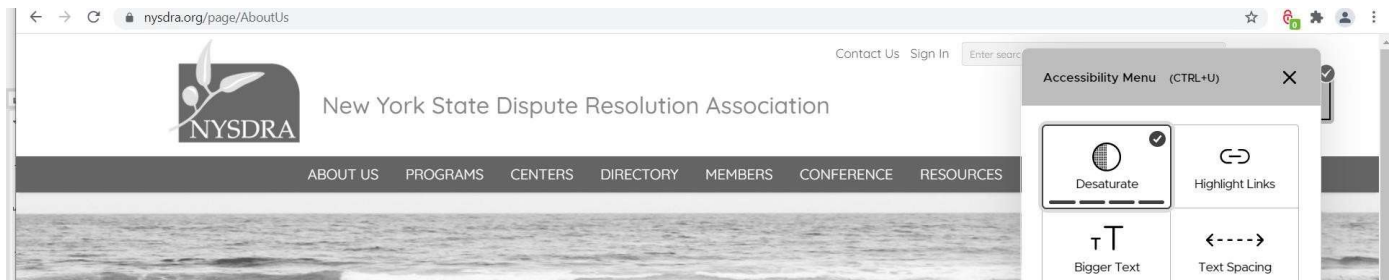 nysdra.org/page/AboutUs
0
Contact Us Sign In Enter searc
Accessibility Menu (CTRL+U)
New York State Dispute Resolution Association
NYSDRA
ABOUT US PROGRAMS CENTERS DIRECTORY MEMBERS CONFERENCE RESOURCES
Desaturate Highlight Links
Bigger Text Text Spacing